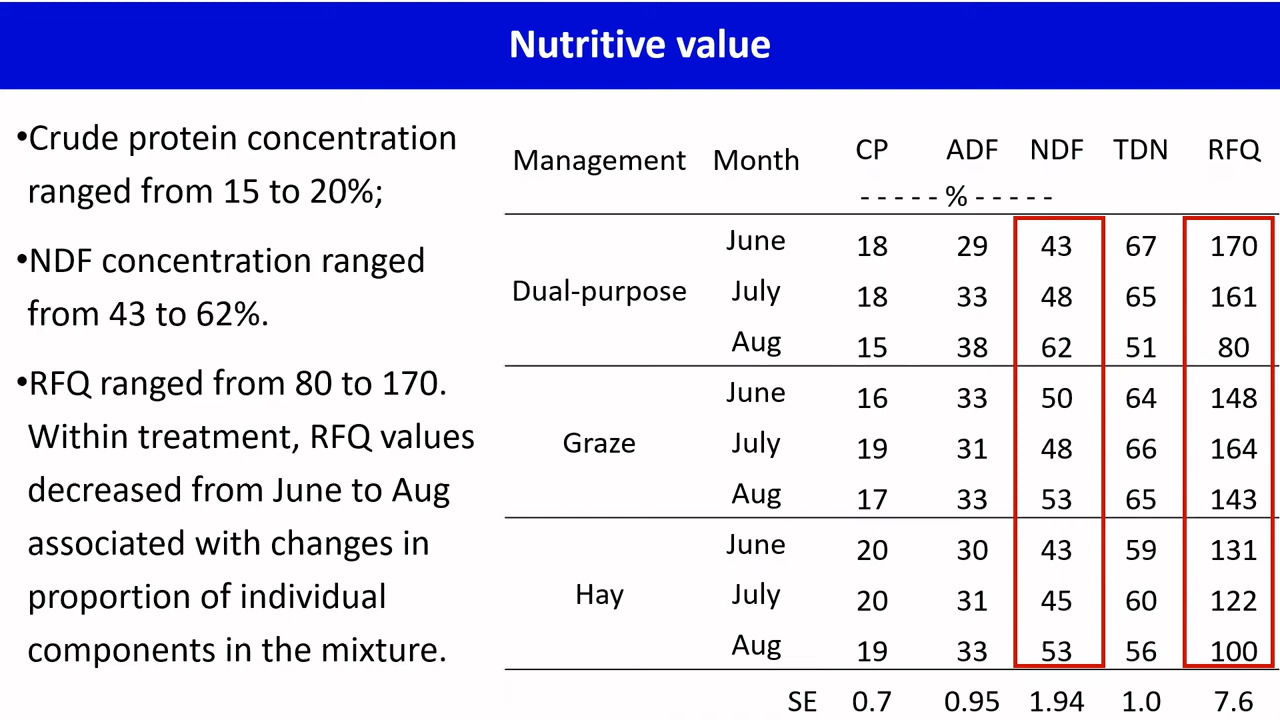 Nutritive value
•Crude protein concentration
ranged from 15 to 20%;
•NDF concentration ranged
from 43 to 62%.
•RFQ ranged from 80 to 170.
Within treatment, RFQ values
decreased from June to Aug
associated with changes in
proportion of individual
components in the mixture.
Management Month CP ADF NDF TDN RFQ
- - - - - % - - - - -
June 18 29 43 67 170
Dual-purpose July 18 33 48 65 161
Aug 15 38 62 51 80
June 16 33 50 64 148
Graze July 19 31 48 66 164
Aug 17 33 53 65 143
June 20 30 43 59 131
Hay July 20 31 45 60 122
Aug 19 33 53 56 100
SE 0.7 0.95 1.94 1.0 7.6